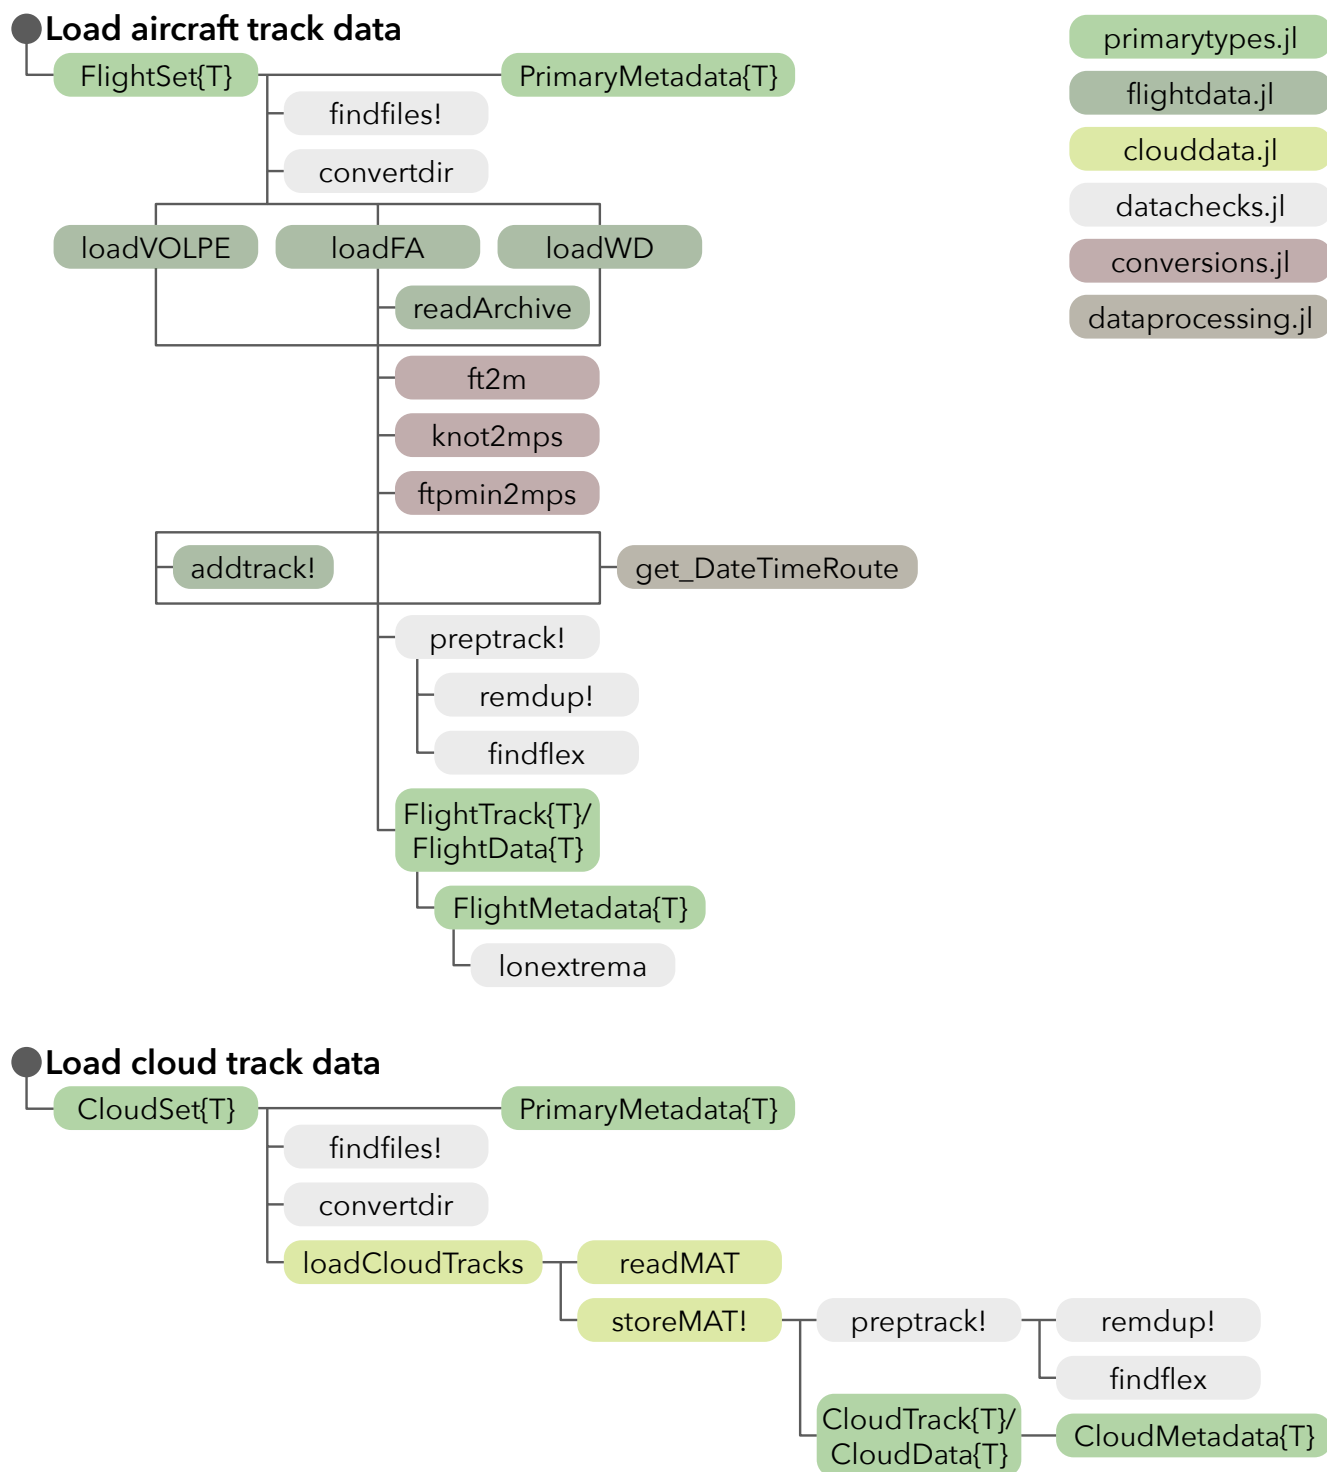 Load aircraft track data
FlightSet{T}
PrimaryMetadata{T}
findfiles!
convertdir
loadVOLPE
loadFA
loadWD
readArchive
ft2m
knot2mps
ftpmin2mps
addtrack!
get_DateTimeRoute
preptrack!
remdup!
findflex
FlightTrack{T}/
FlightData{T}
FlightMetadata{T}
lonextrema
primarytypes.jl
flightdata.jl
clouddata.jl
datachecks.jl
conversions.jl
dataprocessing.jl
Load cloud track data
CloudSet{T}
PrimaryMetadata{T}
findfiles!
convertdir
loadCloudTracks
readMAT
storeMAT!
preptrack!
remdup!
findflex
CloudTrack{T}/
CloudData{T}
CloudMetadata{T}